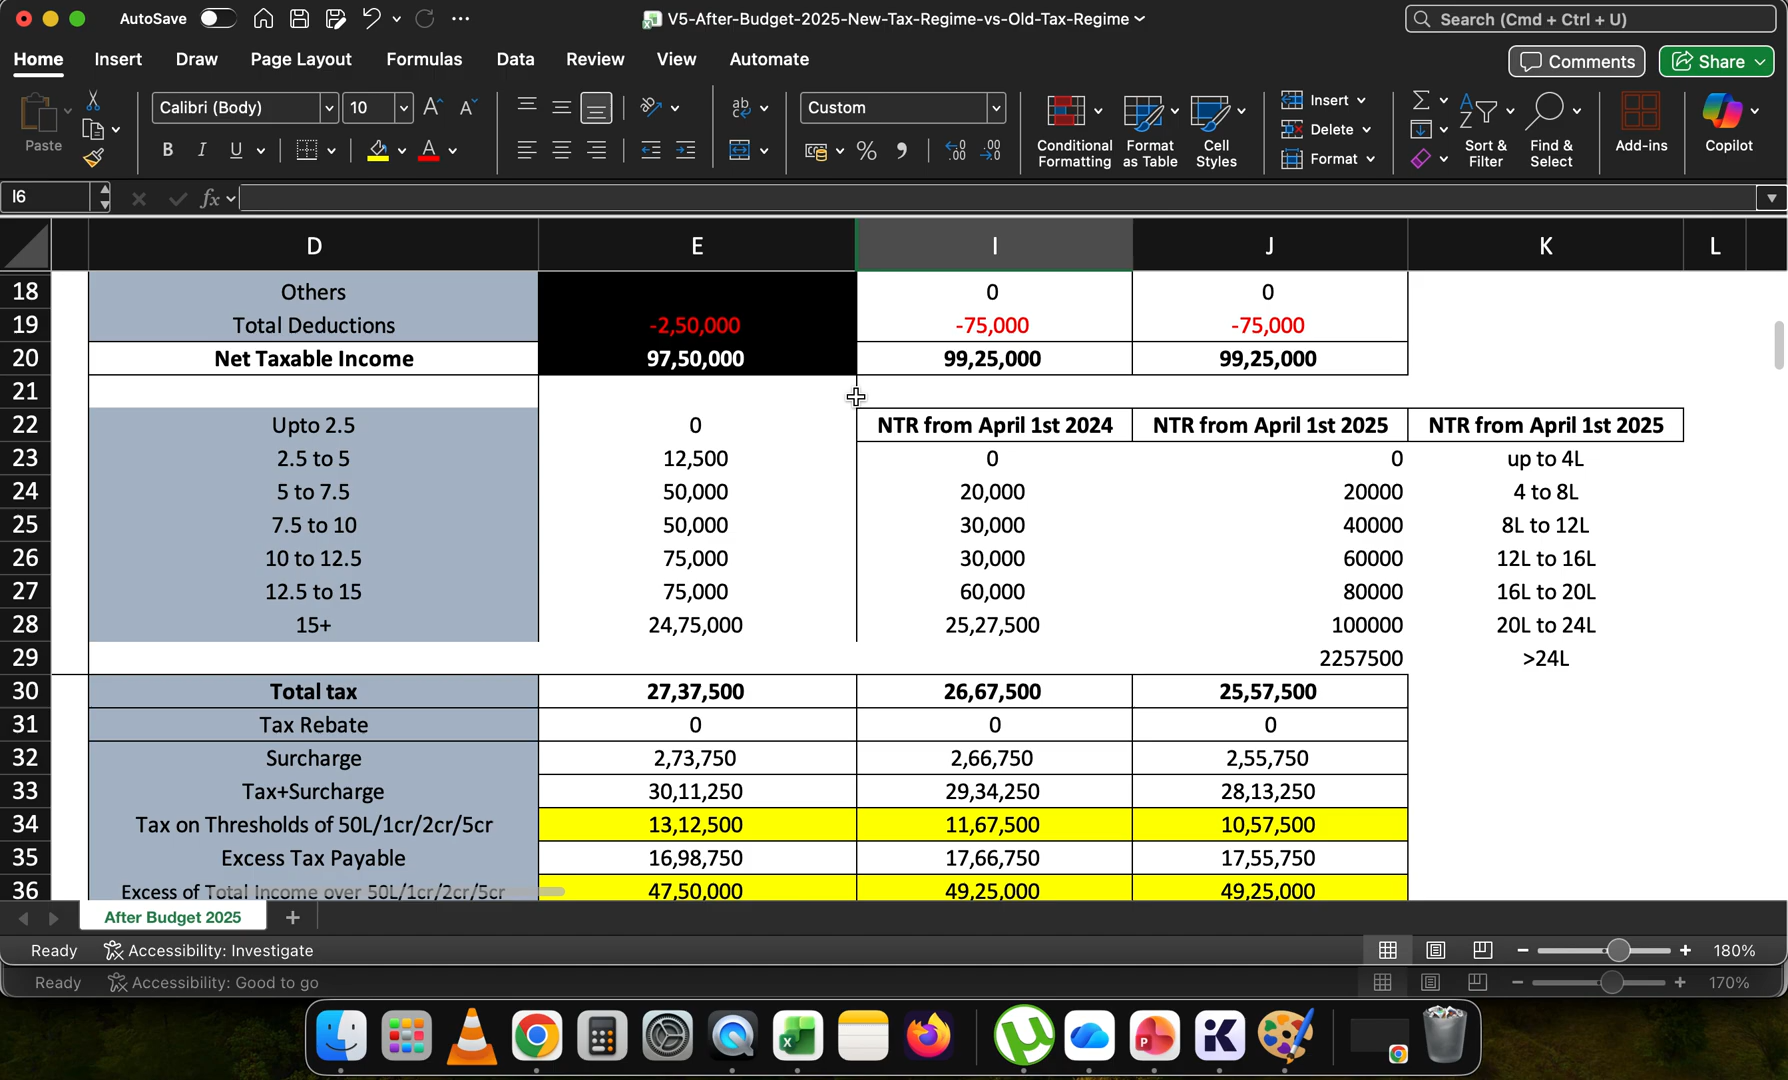 AutoSave
V5-After-Budget-2025-New-Tax-Regime-vs-Old-Tax-Regime
Search (Cmd + Ctrl + U)
Home Insert Draw Page Layout Formulas Data Review View Automate Comments Share
Paste
Calibri (Body) 10
B I U
Custom
Conditional Formatting
Format as Table
Cell Styles
Insert
Delete
Format
Sort & Filter
Find & Select
Add-ins
Copilot
I6 fx
D E I J K L
18 Others 0 0
19 Total Deductions -2,50,000 -75,000 -75,000
20 Net Taxable Income 97,50,000 99,25,000 99,25,000
21
22 Upto 2.5 0 NTR from April 1st 2024 NTR from April 1st 2025 NTR from April 1st 2025
23 2.5 to 5 12,500 0 0 up to 4L
24 5 to 7.5 50,000 20,000 20000 4 to 8L
25 7.5 to 10 50,000 30,000 40000 8L to 12L
26 10 to 12.5 75,000 30,000 60000 12L to 16L
27 12.5 to 15 75,000 60,000 80000 16L to 20L
28 15+ 24,75,000 25,27,500 100000 20L to 24L
29 2257500 >24L
30 Total tax 27,37,500 26,67,500 25,57,500
31 Tax Rebate 0 0 0
32 Surcharge 2,73,750 2,66,750 2,55,750
33 Tax+Surcharge 30,11,250 29,34,250 28,13,250
34 Tax on Thresholds of 50L/1cr/2cr/5cr 13,12,500 11,67,500 10,57,500
35 Excess Tax Payable 16,98,750 17,66,750 17,55,750
36 Excess of Total Income over 50L/1cr/2cr/5cr 47,50,000 49,25,000 49,25,000
After Budget 2025
Ready Accessibility: Investigate 180%
Ready Accessibility: Good to go 170%